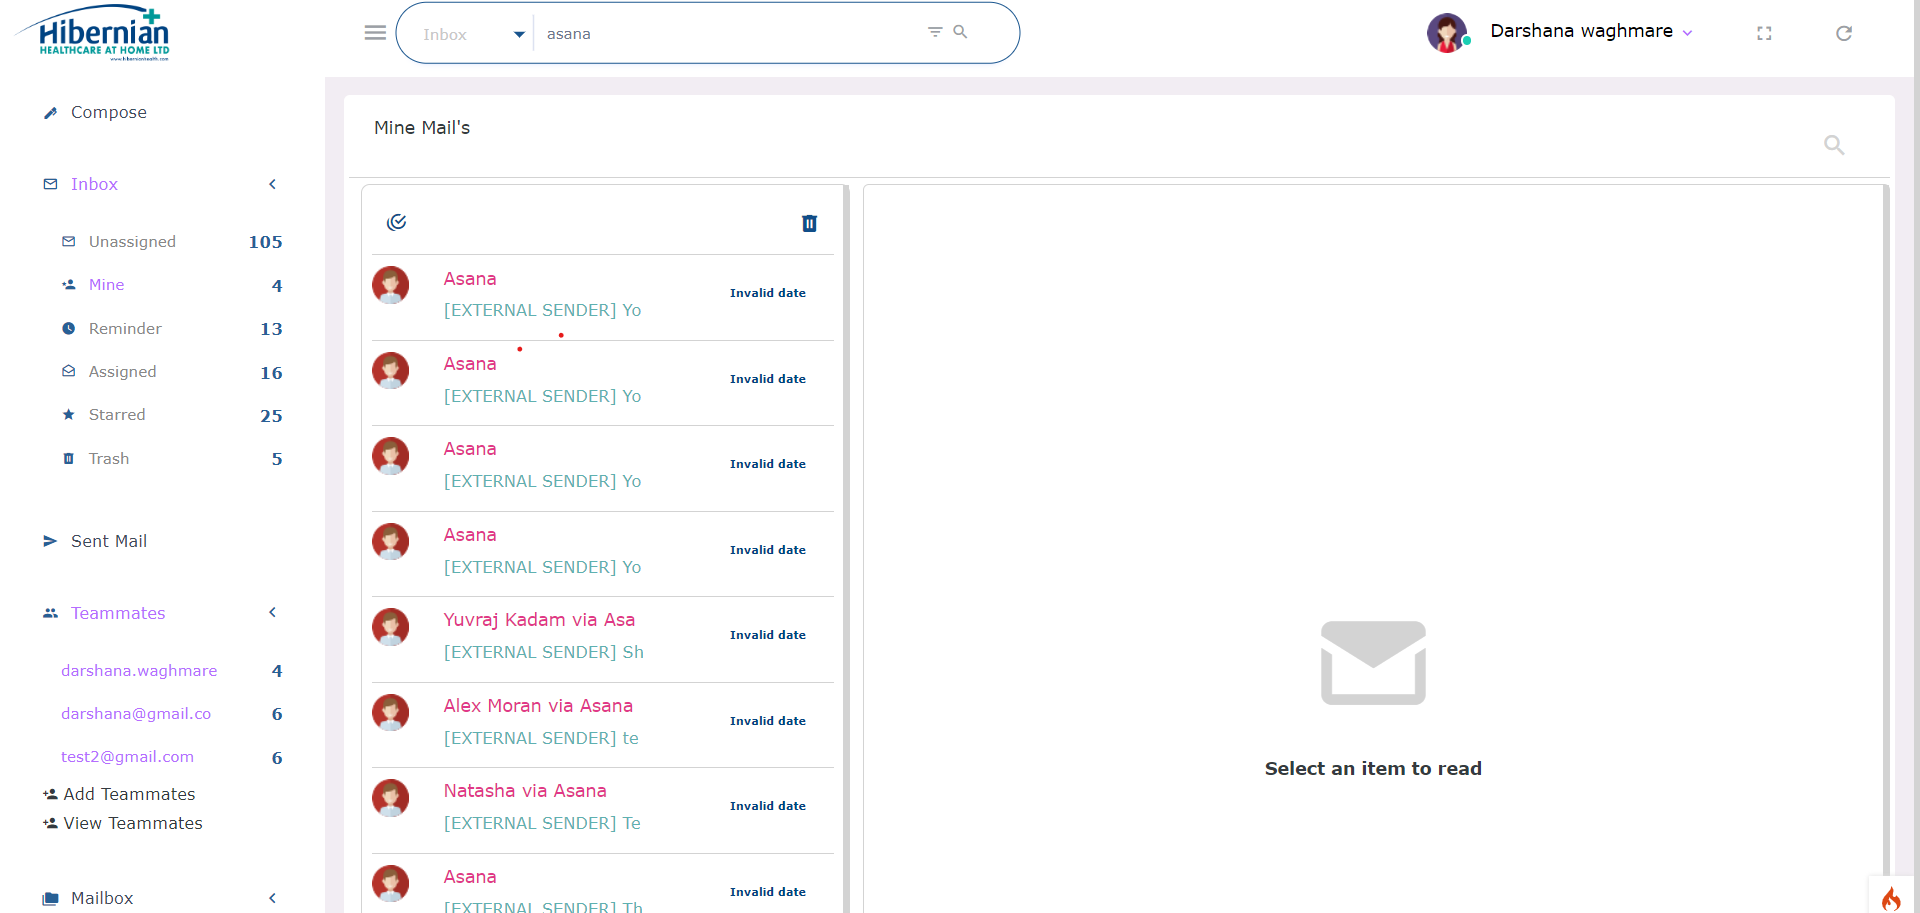 Hibernian
HEALTHCARE AT HOME LTD
www.hibernianhealth.com
Inbox
asana
Darshana waghmare
Compose
Inbox
Unassigned 105
Mine 4
Reminder 13
Assigned 16
Starred 25
Trash 5
Sent Mail
Teammates
darshana.waghmare 4
darshana@gmail.co 6
test2@gmail.com 6
Add Teammates
View Teammates
Mailbox
Mine Mail's
Asana
[EXTERNAL SENDER] Yo
Invalid date
Asana
[EXTERNAL SENDER] Yo
Invalid date
Asana
[EXTERNAL SENDER] Yo
Invalid date
Asana
[EXTERNAL SENDER] Yo
Invalid date
Yuvraj Kadam via Asa
[EXTERNAL SENDER] Sh
Invalid date
Alex Moran via Asana
[EXTERNAL SENDER] te
Invalid date
Natasha via Asana
[EXTERNAL SENDER] Te
Invalid date
Asana
[EXTERNAL SENDER] Th
Invalid date
Select an item to read